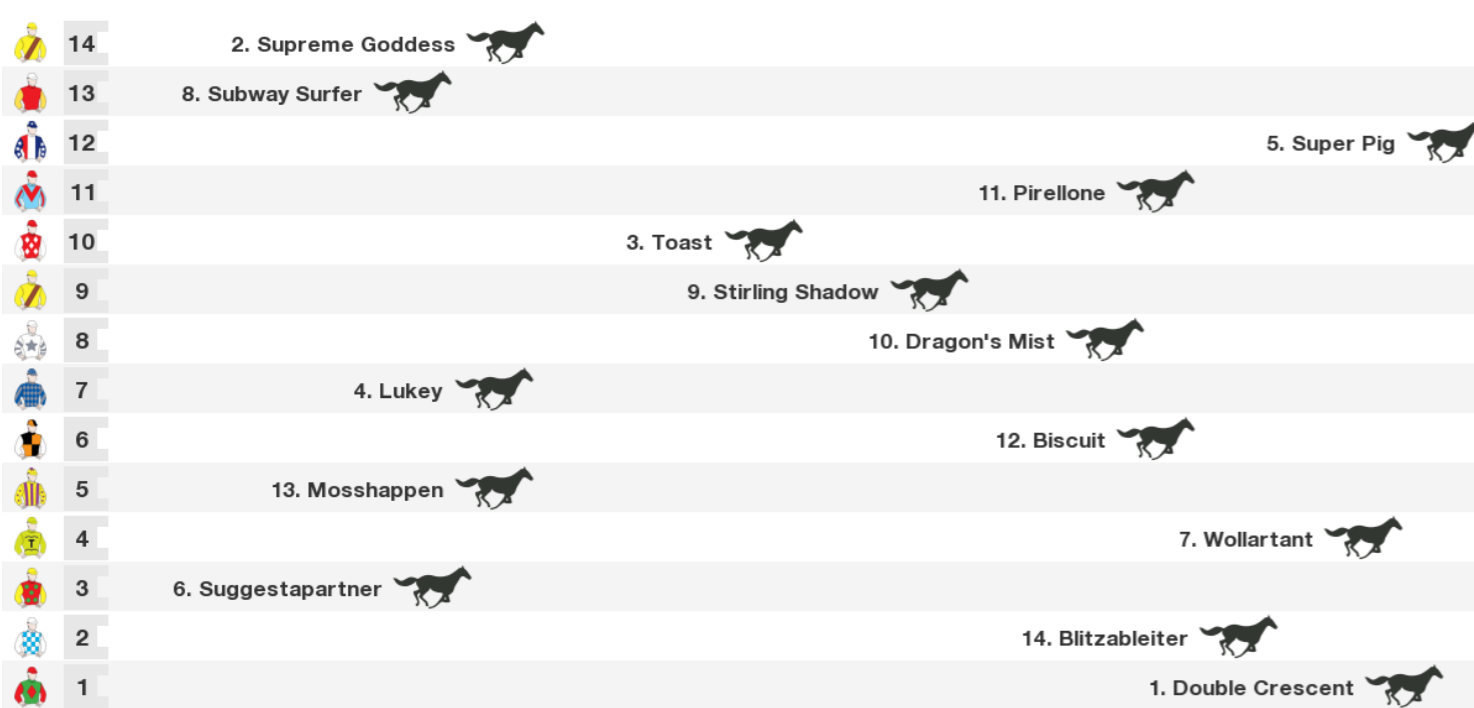 14 2. Supreme Goddess
13 8. Subway Surfer
12 5. Super Pig
11 11. Pirellone
10 3. Toast
9 9. Stirling Shadow
8 10. Dragon's Mist
7 4. Lukey
6 12. Biscuit
5 13. Mosshappen
4 7. Wollartant
T
3 6. Suggestapartner
2 14. Blitzableiter
1 1. Double Crescent